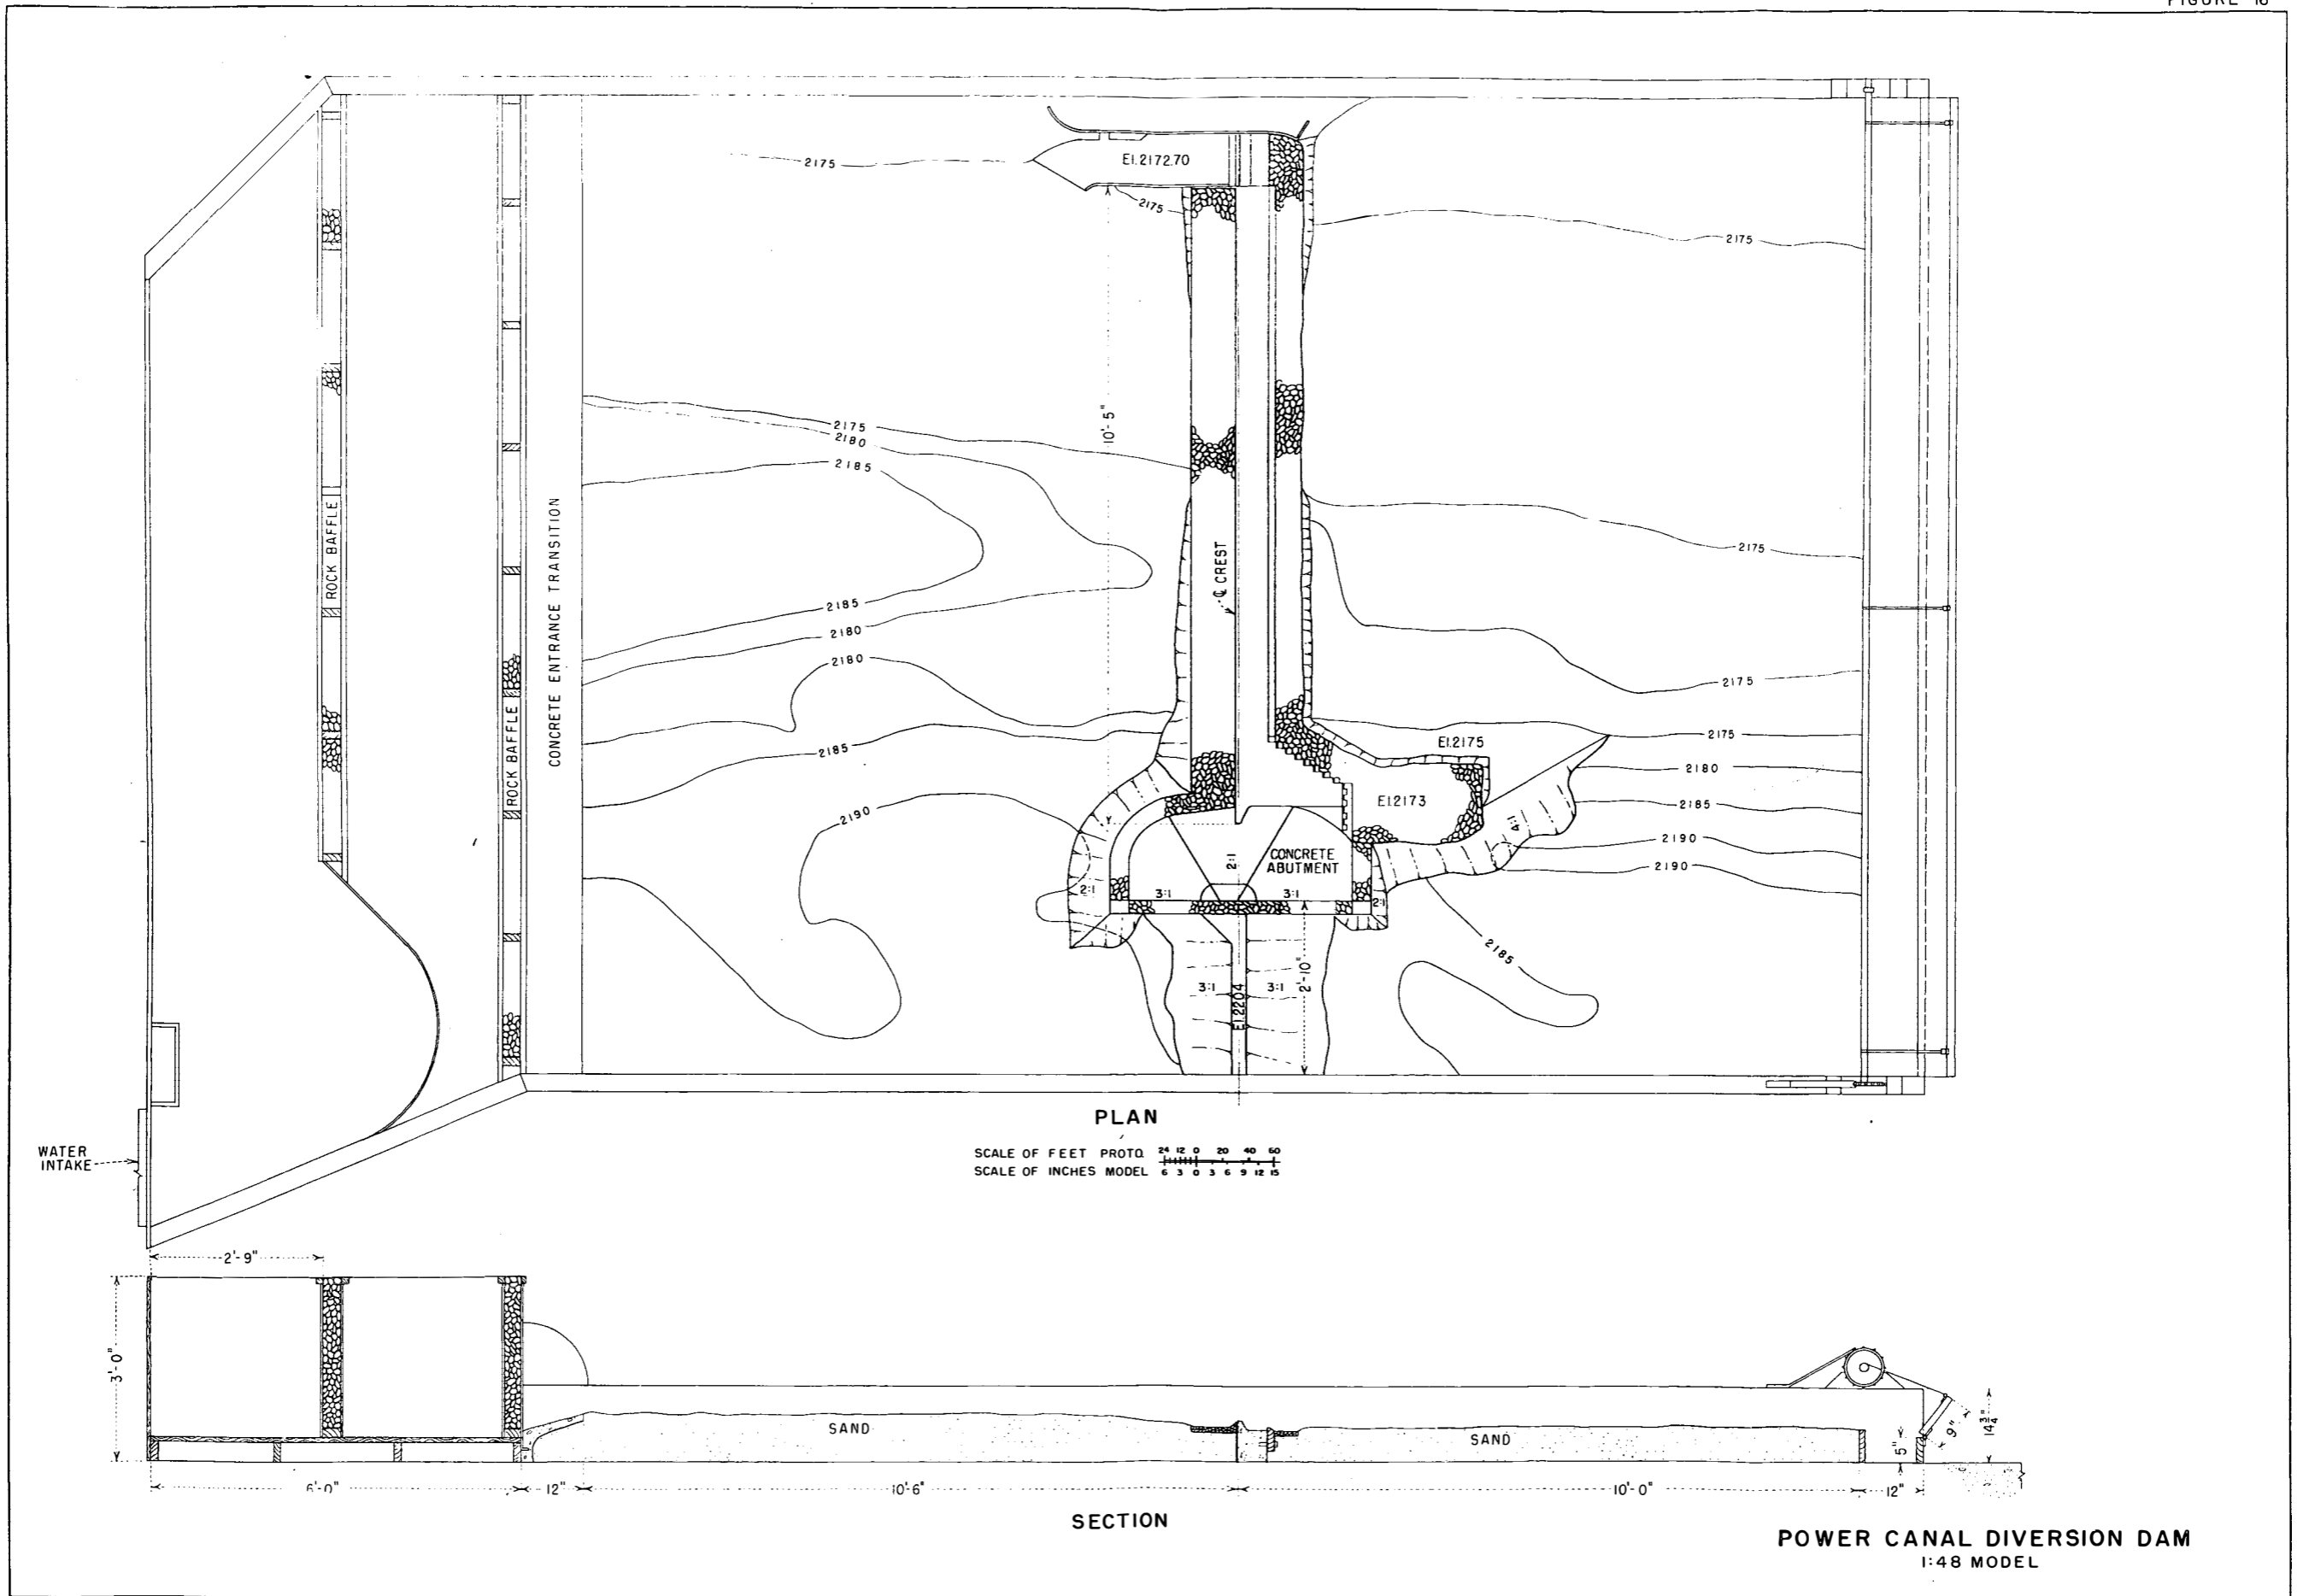 FIGURE 16
2175
El.2172.70
2175
2175
10'-5"
2175
2180
2185
ROCK BAFFLE
CONCRETE ENTRANCE TRANSITION
℄ CREST
2175
2185
2180
2180
2175
ROCK BAFFLE
2185
El.2175
2175
2180
El.2173
2185
2190
4:1
2190
2:1
CONCRETE
ABUTMENT
2190
2:1
3:1
3:1
2:1
2185
3:1
El.2204
3:1
2'-10"
PLAN
WATER
INTAKE
SCALE OF FEET PROTO. 24 12 0 20 40 60
SCALE OF INCHES MODEL 6 3 0 3 6 9 12 15
2'-9"
3'-0"
SAND
SAND
9"
14 3/4"
5"
6'-0"
12"
10'-6"
10'-0"
12"
SECTION
POWER CANAL DIVERSION DAM
1:48 MODEL